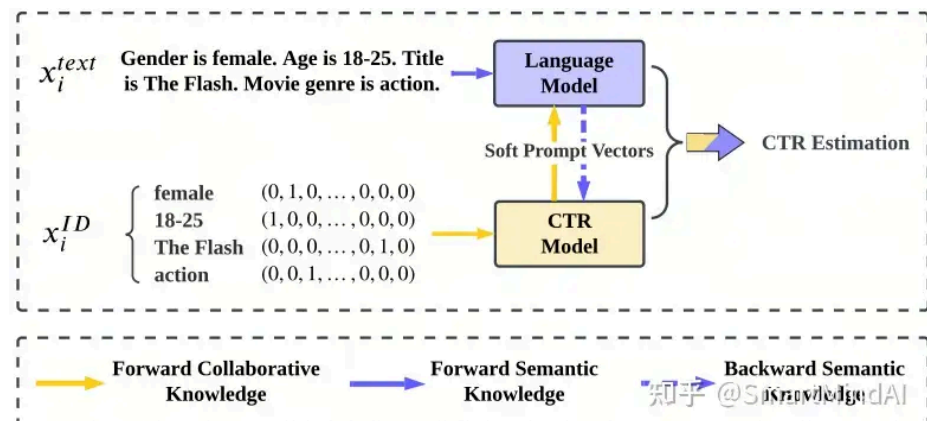 x_i^{text}
Gender is female. Age is 18-25. Title
is The Flash. Movie genre is action.
Language
Model
Soft Prompt Vectors
CTR Estimation
x_i^{ID}
female (0, 1, 0, … , 0, 0, 0)
18-25 (1, 0, 0, … , 0, 0, 0)
The Flash (0, 0, 0, … , 0, 1, 0)
action (0, 0, 1, … , 0, 0, 0)
CTR
Model
Forward Collaborative
Knowledge
Forward Semantic
Knowledge
Backward Semantic
Knowledge
知乎 @SmartMindAI